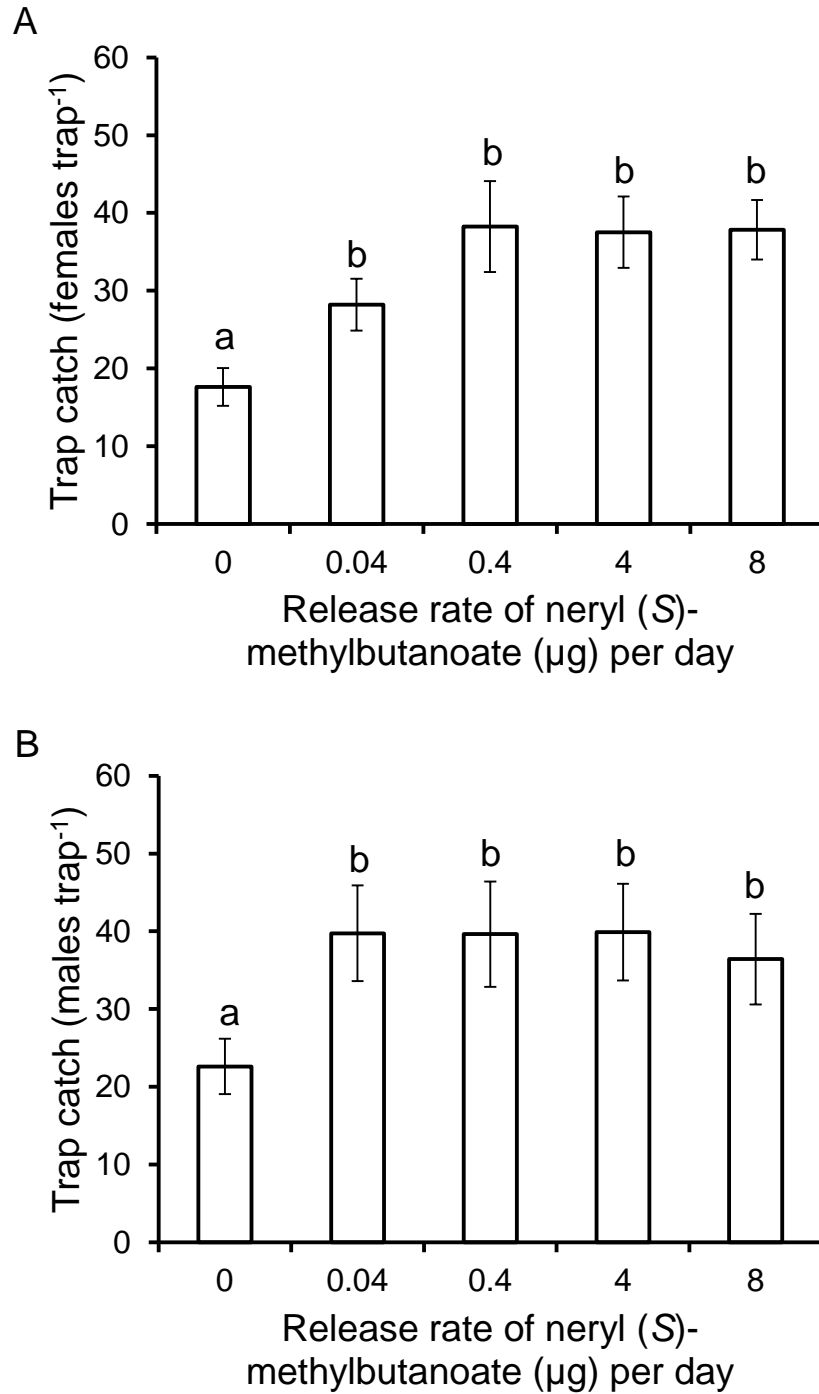 A
Trap catch (females trap-1)
60
50
40
30
20
10
0
a
b
b
b
b
0 0.04 0.4 4 8
Release rate of neryl (S)-
methylbutanoate (µg) per day
B
Trap catch (males trap-1)
60
50
40
30
20
10
0
a
b
b
b
b
0 0.04 0.4 4 8
Release rate of neryl (S)-
methylbutanoate (µg) per day